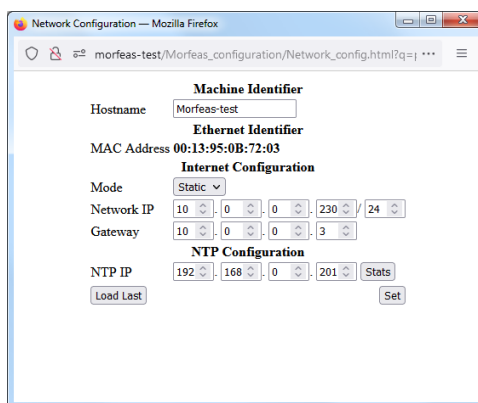 Network Configuration — Mozilla Firefox
morfeas-test/Morfeas_configuration/Network_config.html?q=
Machine Identifier
Hostname Morfeas-test
Ethernet Identifier
MAC Address 00:13:95:0B:72:03
Internet Configuration
Mode Static
Network IP 10 . 0 . 0 . 230 / 24
Gateway 10 . 0 . 0 . 3
NTP Configuration
NTP IP 192 . 168 . 0 . 201 Stats
Load Last Set